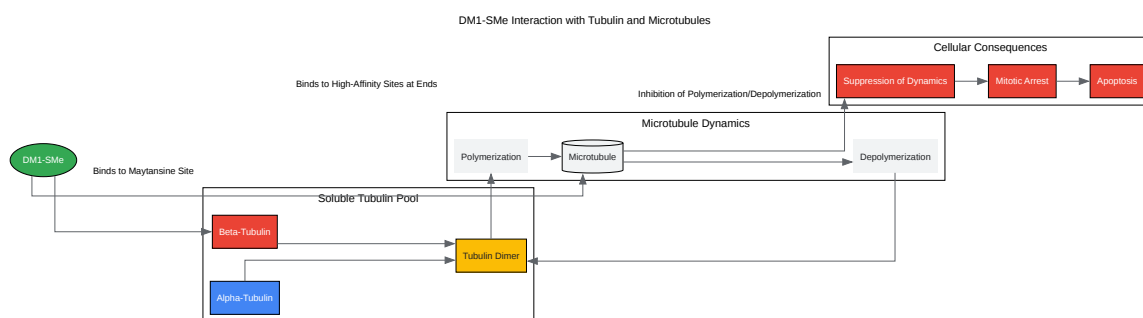 DM1-SMe Interaction with Tubulin and Microtubules
Cellular Consequences
Suppression of Dynamics
Mitotic Arrest
Apoptosis
Binds to High-Affinity Sites at Ends
Inhibition of Polymerization/Depolymerization
Microtubule Dynamics
Polymerization
Microtubule
Depolymerization
DM1-SMe
Binds to Maytansine Site
Soluble Tubulin Pool
Beta-Tubulin
Tubulin Dimer
Alpha-Tubulin